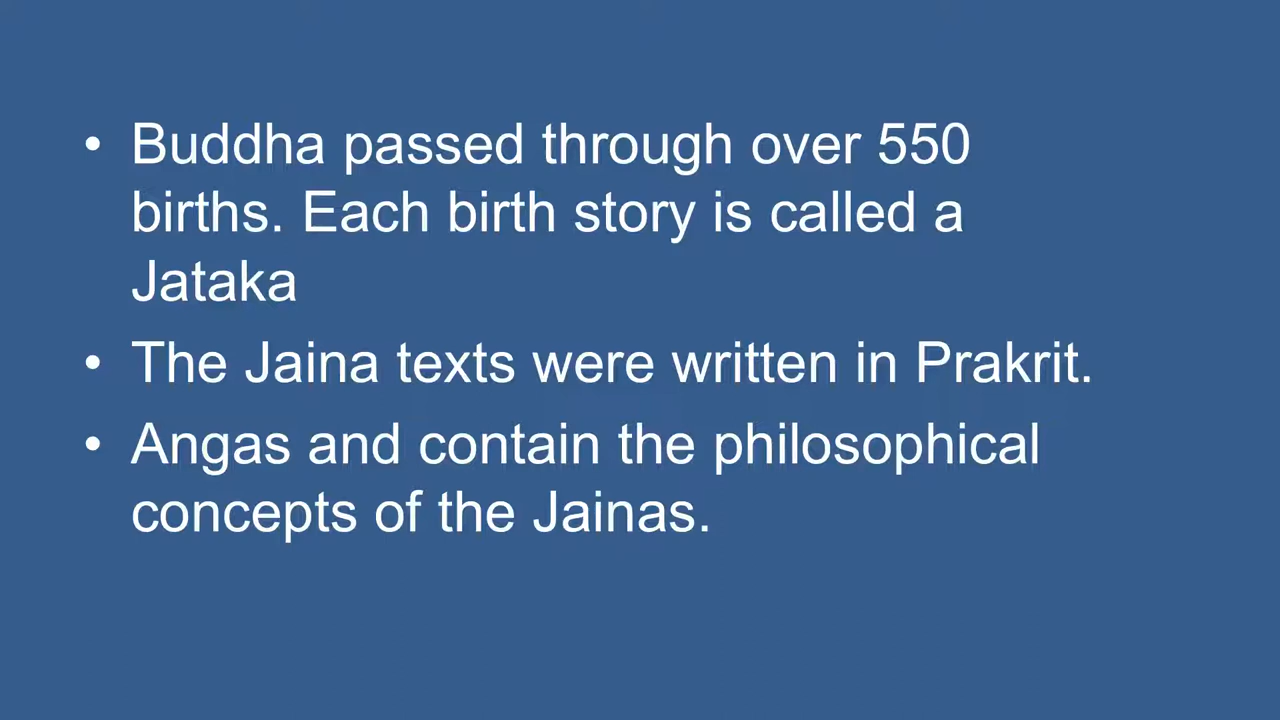 • Buddha passed through over 550
births. Each birth story is called a
Jataka
• The Jaina texts were written in Prakrit.
• Angas and contain the philosophical
concepts of the Jainas.